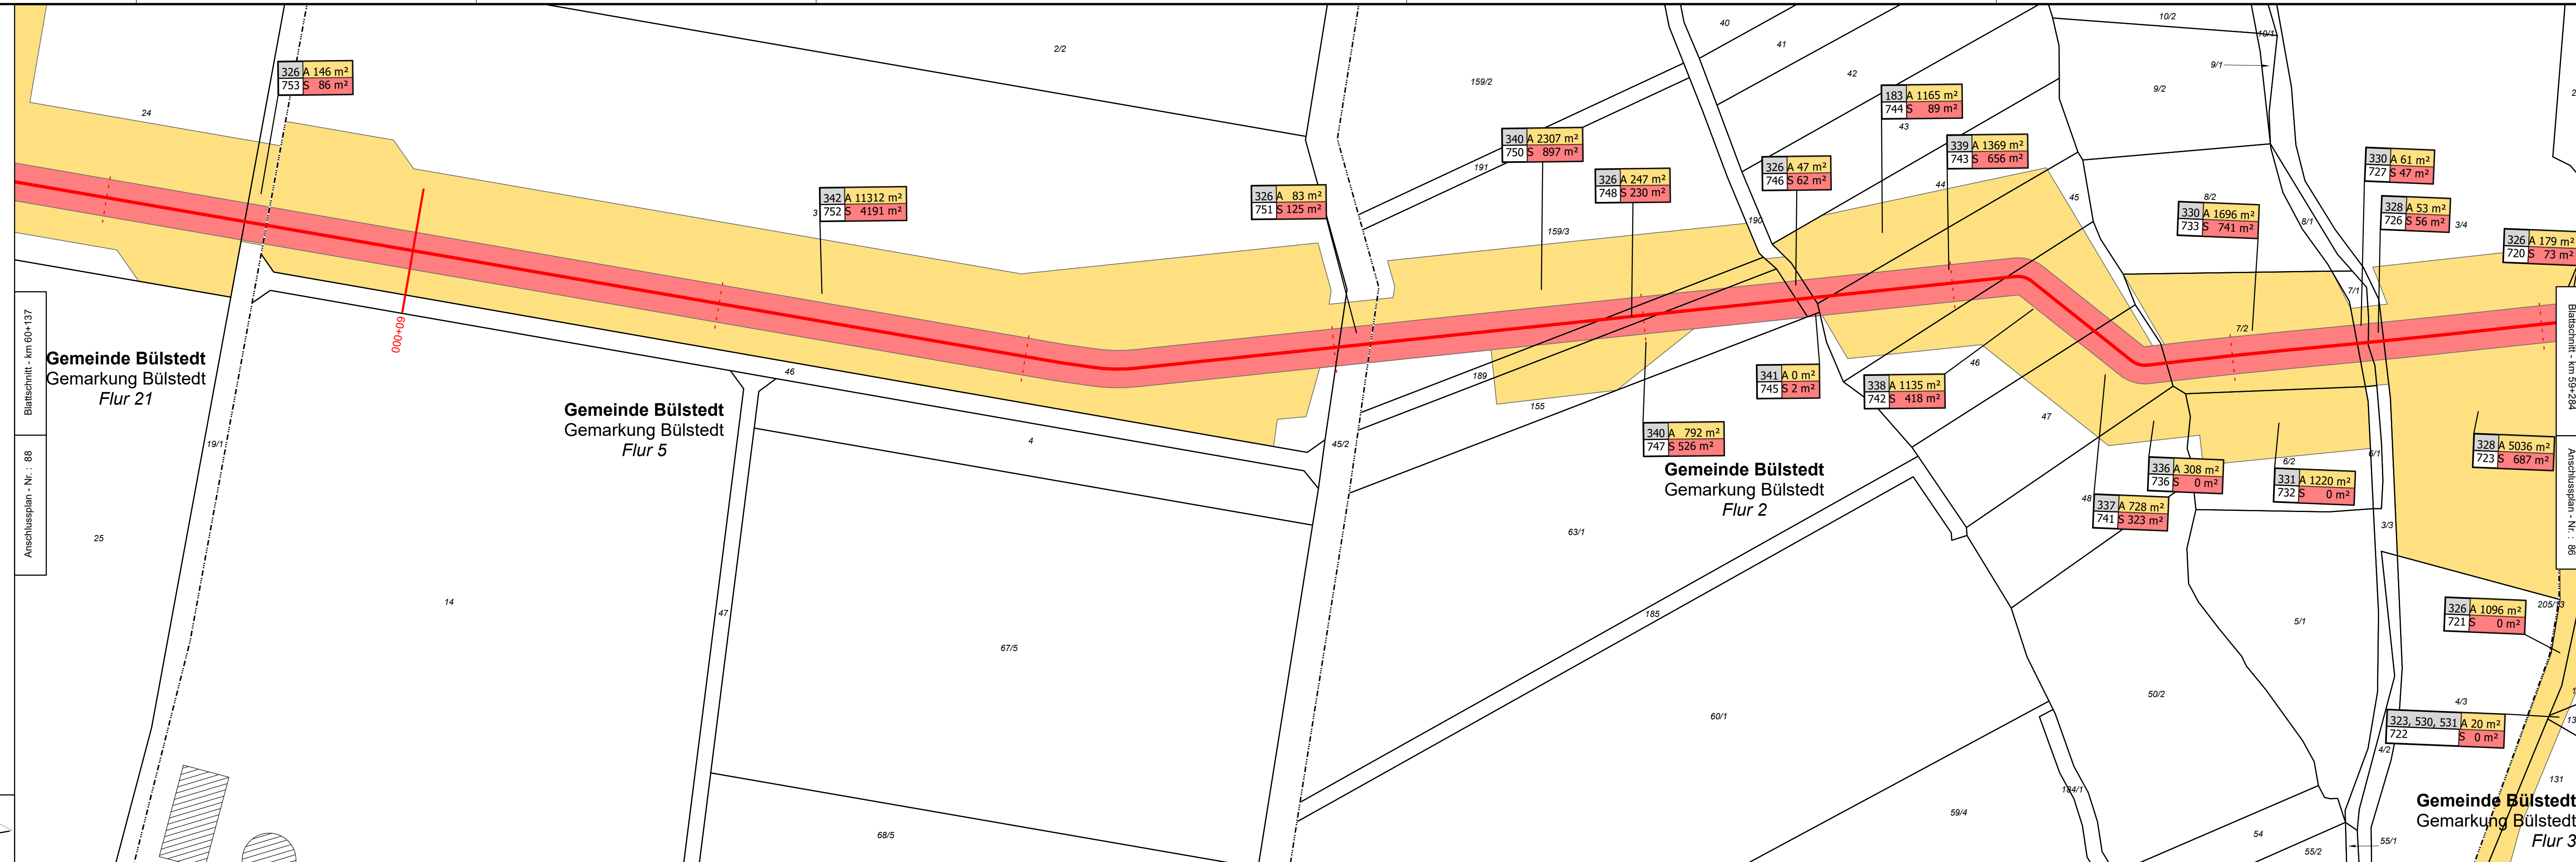 2/2
40
41
42
10/2
10/1
9/1
9/2
24
326 A 146 m²
753 S 86 m²
159/2
183 A 1165 m²
744 S 89 m²
43
340 A 2307 m²
750 S 897 m²
339 A 1369 m²
743 S 656 m²
330 A 61 m²
727 S 47 m²
191
326 A 247 m²
748 S 230 m²
326 A 47 m²
746 S 62 m²
44
45
8/2
342 A 11312 m²
752 S 4191 m²
3
326 A 83 m²
751 S 125 m²
159/3
190
330 A 1696 m²
733 S 741 m²
8/1
328 A 53 m²
726 S 56 m²
3/4
326 A 179 m²
720 S 73 m²
7/1
7/2
60+000
Blattschnitt - km 60+137
Anschlussplan - Nr. : 88
Blattschnitt - km 59+284
Anschlussplan - Nr. : 86
Gemeinde Bülstedt
Gemarkung Bülstedt
Flur 21
46
189
155
341 A 0 m²
745 S 2 m²
338 A 1135 m²
742 S 418 m²
46
47
Gemeinde Bülstedt
Gemarkung Bülstedt
Flur 5
19/1
4
45/2
340 A 792 m²
747 S 526 m²
Gemeinde Bülstedt
Gemarkung Bülstedt
Flur 2
336 A 308 m²
736 S 0 m²
6/2
331 A 1220 m²
732 S 0 m²
6/1
328 A 5036 m²
723 S 687 m²
48
337 A 728 m²
741 S 323 m²
3/3
25
63/1
14
47
185
67/5
5/1
326 A 1096 m²
721 S 0 m²
205/13
50/2
60/1
4/3
323, 530, 531 A 20 m²
722 S 0 m²
4/2
184/1
131
59/4
68/5
54
55/2
55/1
Gemeinde Bülstedt
Gemarkung Bülstedt
Flur 3